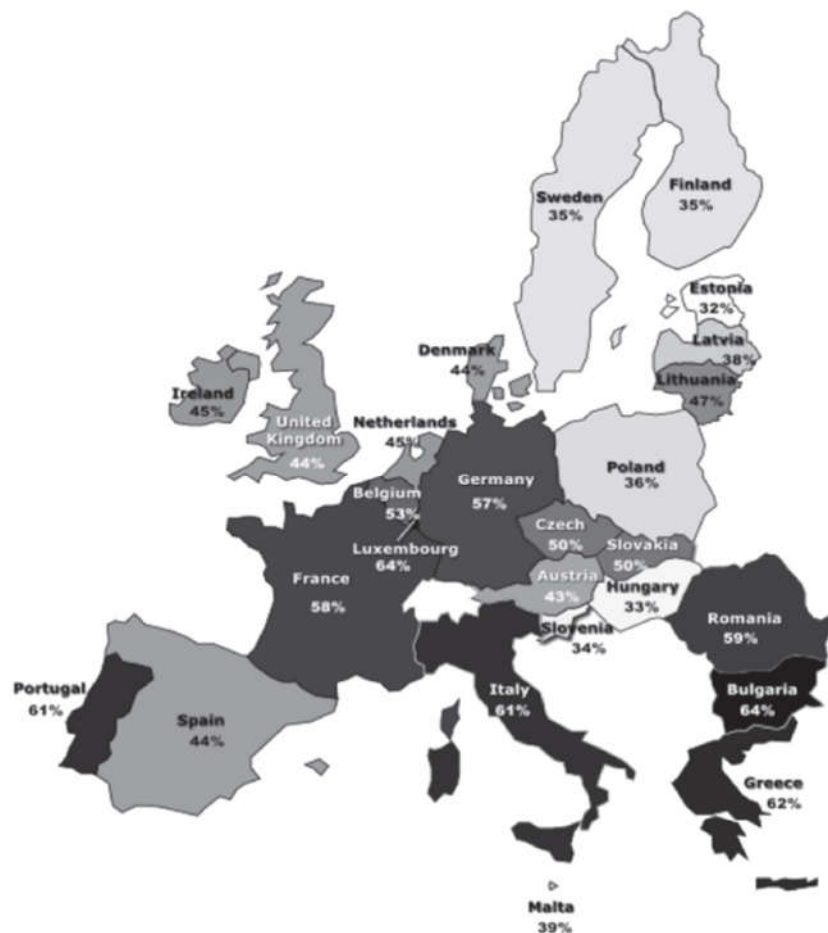 Sweden
35%
Finland
35%
Estonia
32%
Latvia
38%
Lithuania
47%
Denmark
44%
Ireland
45%
United
Kingdom
44%
Netherlands
45%
Belgium
53%
Luxembourg
64%
Germany
57%
Poland
36%
Czech
50%
Slovakia
50%
Austria
43%
Hungary
33%
Slovenia
34%
France
58%
Romania
59%
Bulgaria
64%
Italy
61%
Portugal
61%
Spain
44%
Greece
62%
Malta
39%